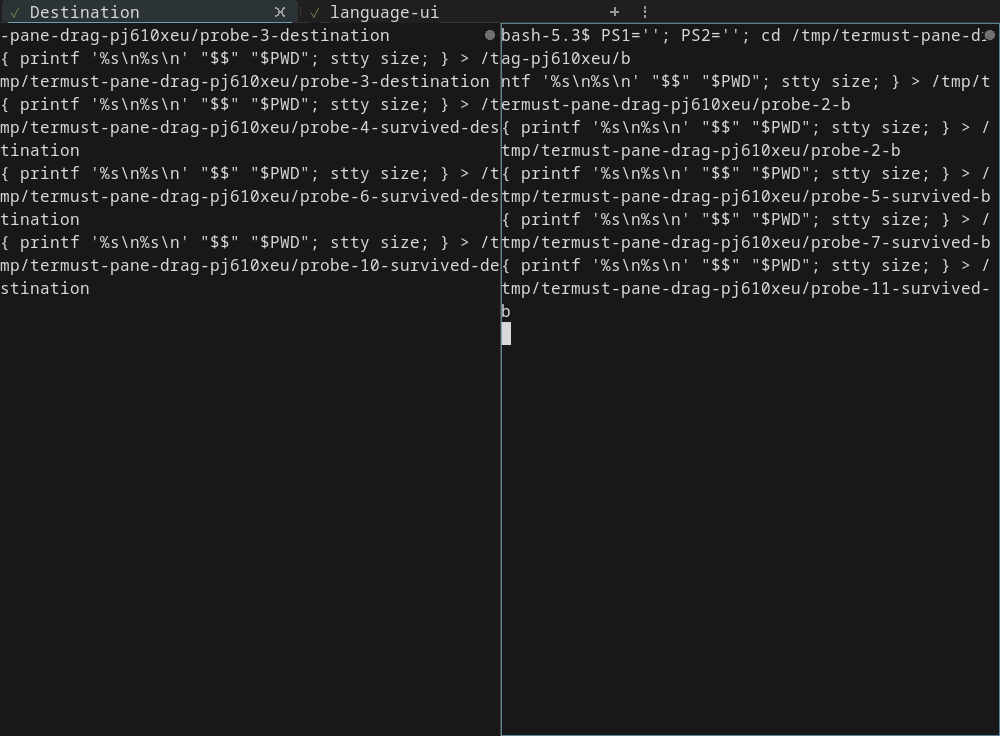 ✓ Destination
✓ language-ui
-pane-drag-pj610xeu/probe-3-destination
{ printf '%s\n%s\n' "$$" "$PWD"; stty size; } > /t
mp/termust-pane-drag-pj610xeu/probe-3-destination
{ printf '%s\n%s\n' "$$" "$PWD"; stty size; } > /t
mp/termust-pane-drag-pj610xeu/probe-4-survived-des
tination
{ printf '%s\n%s\n' "$$" "$PWD"; stty size; } > /t
mp/termust-pane-drag-pj610xeu/probe-6-survived-des
tination
{ printf '%s\n%s\n' "$$" "$PWD"; stty size; } > /t
mp/termust-pane-drag-pj610xeu/probe-10-survived-de
stination
bash-5.3$ PS1=''; PS2=''; cd /tmp/termust-pane-dr
ag-pj610xeu/b
ntf '%s\n%s\n' "$$" "$PWD"; stty size; } > /tmp/t
ermust-pane-drag-pj610xeu/probe-2-b
{ printf '%s\n%s\n' "$$" "$PWD"; stty size; } > /
tmp/termust-pane-drag-pj610xeu/probe-2-b
{ printf '%s\n%s\n' "$$" "$PWD"; stty size; } > /
tmp/termust-pane-drag-pj610xeu/probe-5-survived-b
{ printf '%s\n%s\n' "$$" "$PWD"; stty size; } > /
tmp/termust-pane-drag-pj610xeu/probe-7-survived-b
{ printf '%s\n%s\n' "$$" "$PWD"; stty size; } > /
tmp/termust-pane-drag-pj610xeu/probe-11-survived-
b